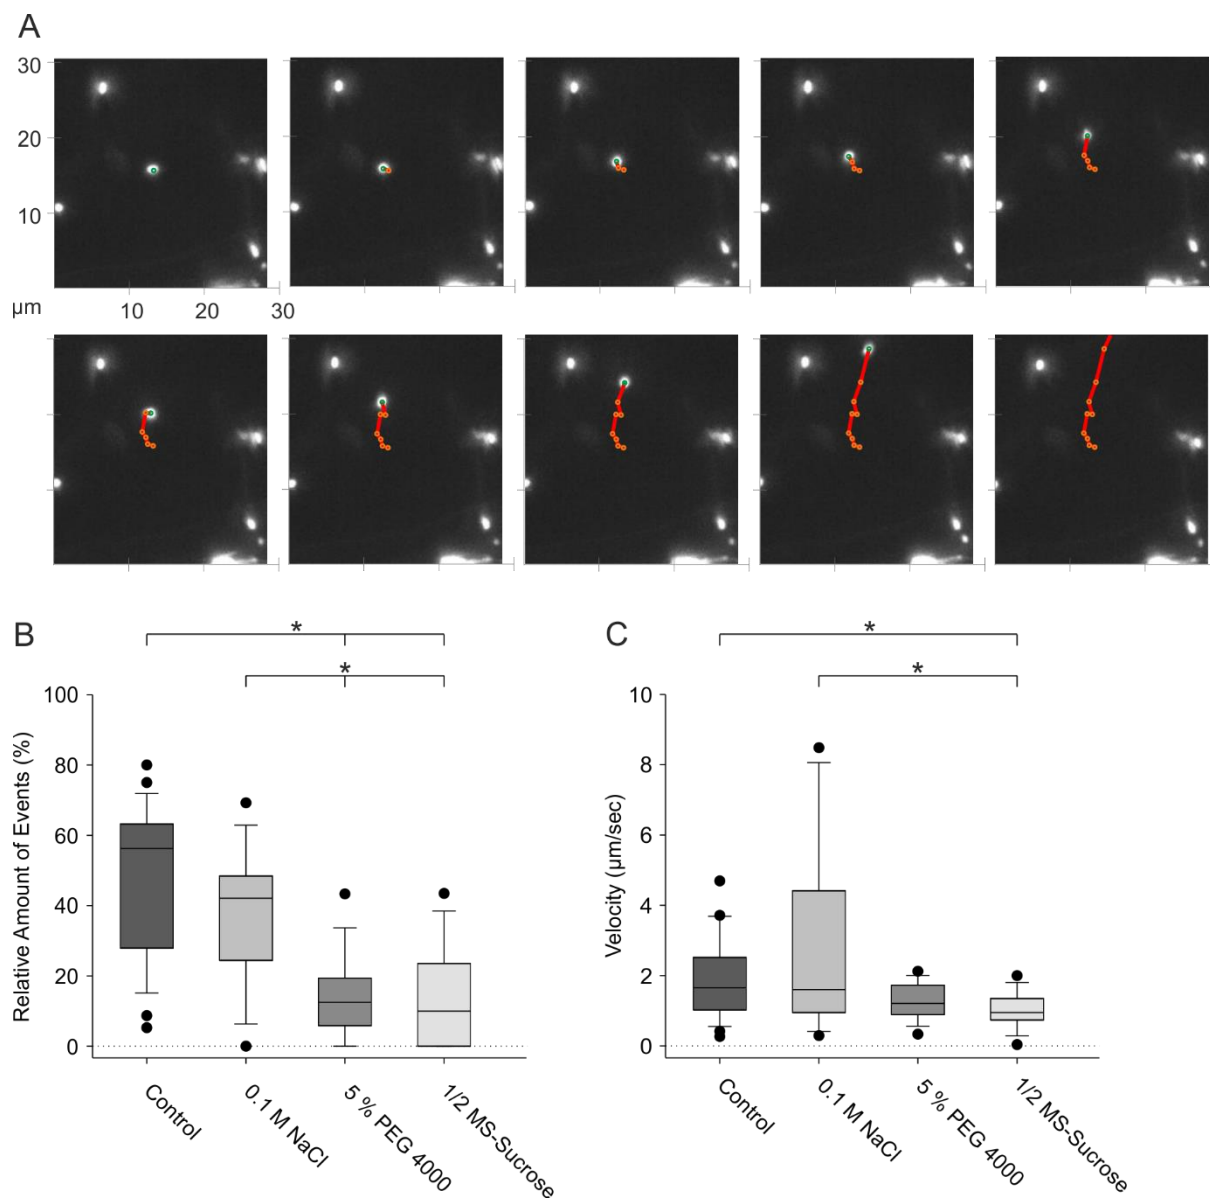 A
30
20
10
µm
10 20 30
B
*
*
Relative Amount of Events (%)
100
80
60
40
20
0
Control
0.1 M NaCl
5 % PEG 4000
1/2 MS-Sucrose
C
*
*
Velocity (µm/sec)
10
8
6
4
2
0
Control
0.1 M NaCl
5 % PEG 4000
1/2 MS-Sucrose